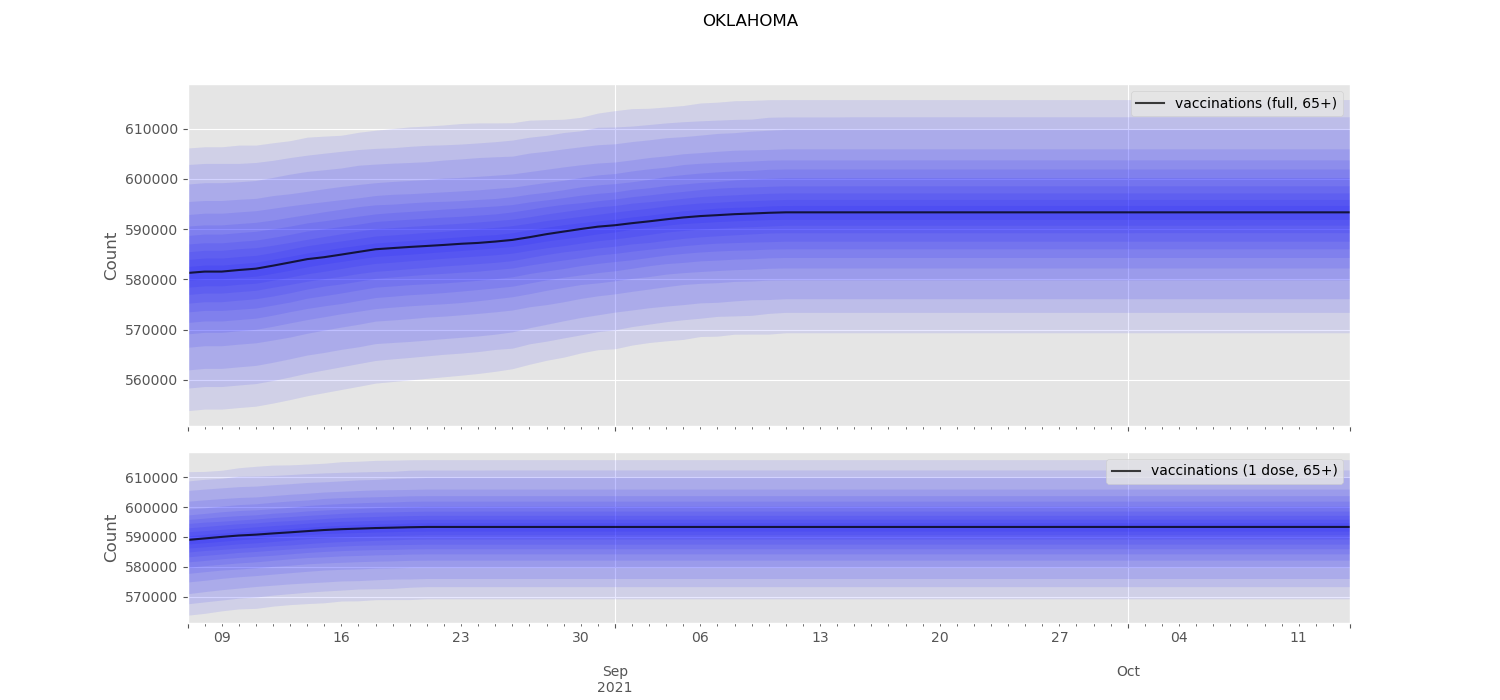 OKLAHOMA
vaccinations (full, 65+)
610000
600000
590000
580000
570000
560000
Count
vaccinations (1 dose, 65+)
610000
600000
590000
580000
570000
Count
09 16 23 30 06 13 20 27 04 11
Sep Oct
2021